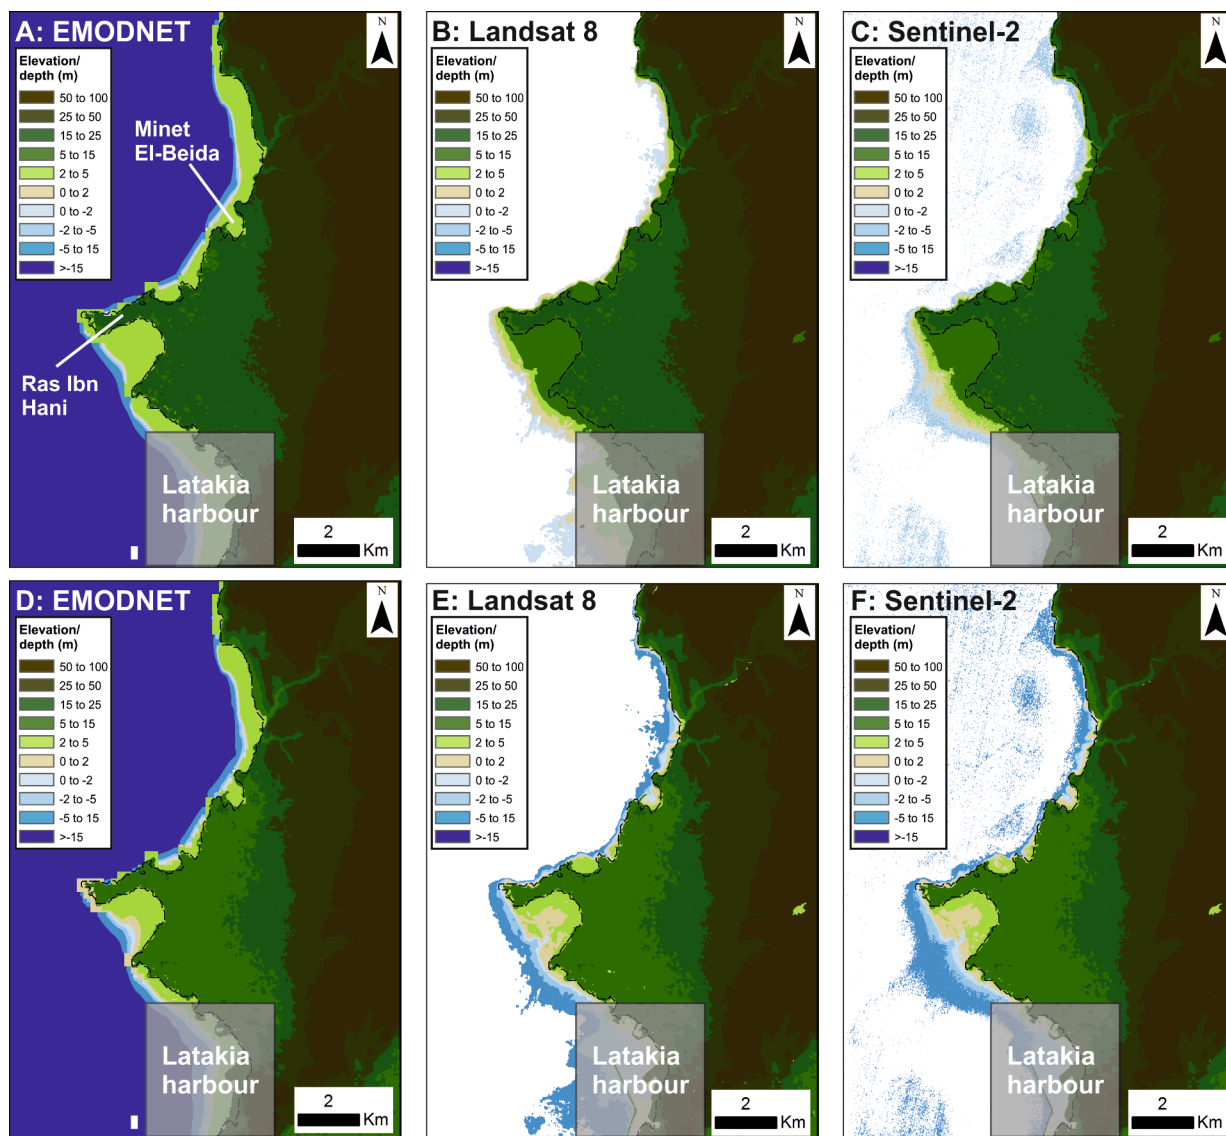 A: EMODNET
N
Elevation/
depth (m)
50 to 100
25 to 50
15 to 25
5 to 15
2 to 5
0 to 2
0 to -2
-2 to -5
-5 to 15
>-15
Minet
El-Beida
Ras Ibn
Hani
Latakia
harbour
2
Km
B: Landsat 8
N
Elevation/
depth (m)
50 to 100
25 to 50
15 to 25
5 to 15
2 to 5
0 to 2
0 to -2
-2 to -5
-5 to 15
>-15
Latakia
harbour
2
Km
C: Sentinel-2
N
Elevation/
depth (m)
50 to 100
25 to 50
15 to 25
5 to 15
2 to 5
0 to 2
0 to -2
-2 to -5
-5 to 15
>-15
Latakia
harbour
2
Km
D: EMODNET
N
Elevation/
depth (m)
50 to 100
25 to 50
15 to 25
5 to 15
2 to 5
0 to 2
0 to -2
-2 to -5
-5 to 15
>-15
Latakia
harbour
2
Km
E: Landsat 8
N
Elevation/
depth (m)
50 to 100
25 to 50
15 to 25
5 to 15
2 to 5
0 to 2
0 to -2
-2 to -5
-5 to 15
>-15
Latakia
harbour
2
Km
F: Sentinel-2
N
Elevation/
depth (m)
50 to 100
25 to 50
15 to 25
5 to 15
2 to 5
0 to 2
0 to -2
-2 to -5
-5 to 15
>-15
Latakia
harbour
2
Km